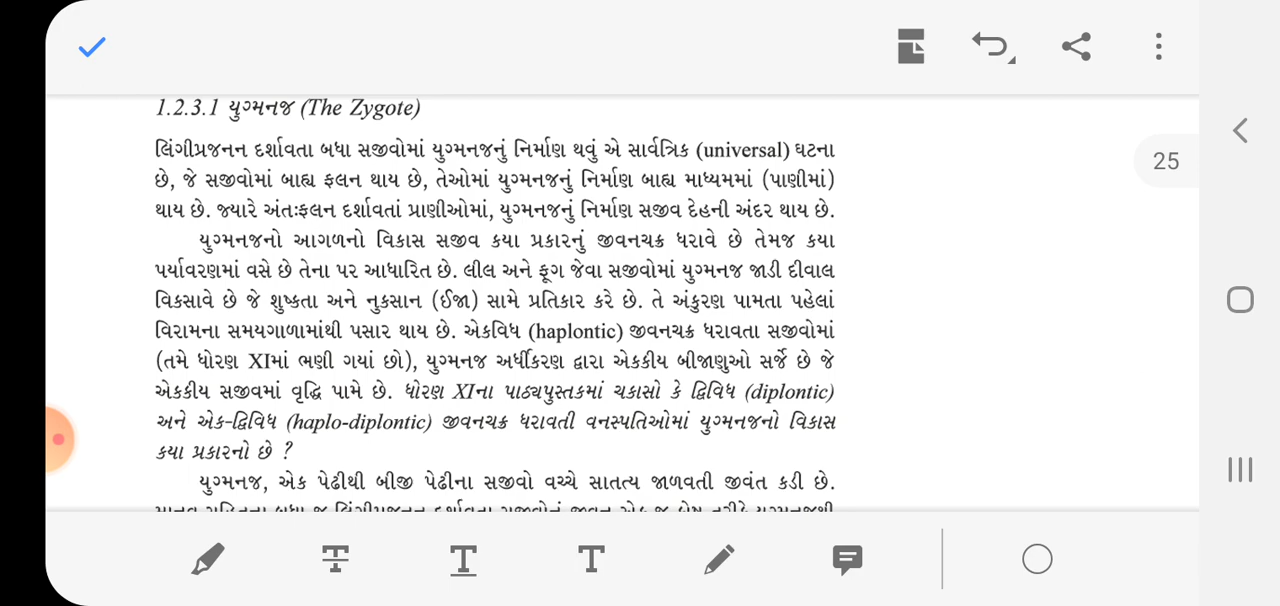 1.2.3.1 યુગ્મનજ (The Zygote)
લિંગીપ્રજનન દર્શાવતા બધા સજીવોમાં યુગ્મનજનું નિર્માણ થવું એ સાર્વત્રિક (universal) ઘટના
છે, જે સજીવોમાં બાહ્ય ફલન થાય છે, તેઓમાં યુગ્મનજનું નિર્માણ બાહ્ય માધ્યમમાં (પાણીમાં)
25
થાય છે. જ્યારે અંતઃફલન દર્શાવતાં પ્રાણીઓમાં, યુગ્મનજનું નિર્માણ સજીવ દેહની અંદર થાય છે.
યુગ્મનજનો આગળનો વિકાસ સજીવ કયા પ્રકારનું જીવનચક્ર ધરાવે છે તેમજ કયા
પર્યાવરણમાં વસે છે તેના પર આધારિત છે. લીલ અને ફૂગ જેવા સજીવોમાં યુગ્મનજ જાડી દીવાલ
વિકસાવે છે જે શુષ્કતા અને નુકસાન (ઈજા) સામે પ્રતિકાર કરે છે. તે અંકુરણ પામતા પહેલાં
વિરામના સમયગાળામાંથી પસાર થાય છે. એકવિધ (haplontic) જીવનચક્ર ધરાવતા સજીવોમાં
(તમે ધોરણ XIમાં ભણી ગયાં છો), યુગ્મનજ અર્ધીકરણ દ્વારા એકકીય બીજાણુઓ સર્જે છે જે
એકકીય સજીવમાં વૃદ્ધિ પામે છે. ધોરણ XIના પાઠ્યપુસ્તકમાં ચકાસો કે દ્વિવિધ (diplontic)
અને એક-દ્વિવિધ (haplo-diplontic) જીવનચક્ર ધરાવતી વનસ્પતિઓમાં યુગ્મનજનો વિકાસ
કયા પ્રકારનો છે ?
યુગ્મનજ, એક પેઢીથી બીજી પેઢીના સજીવો વચ્ચે સાતત્ય જાળવતી જીવંત કડી છે.